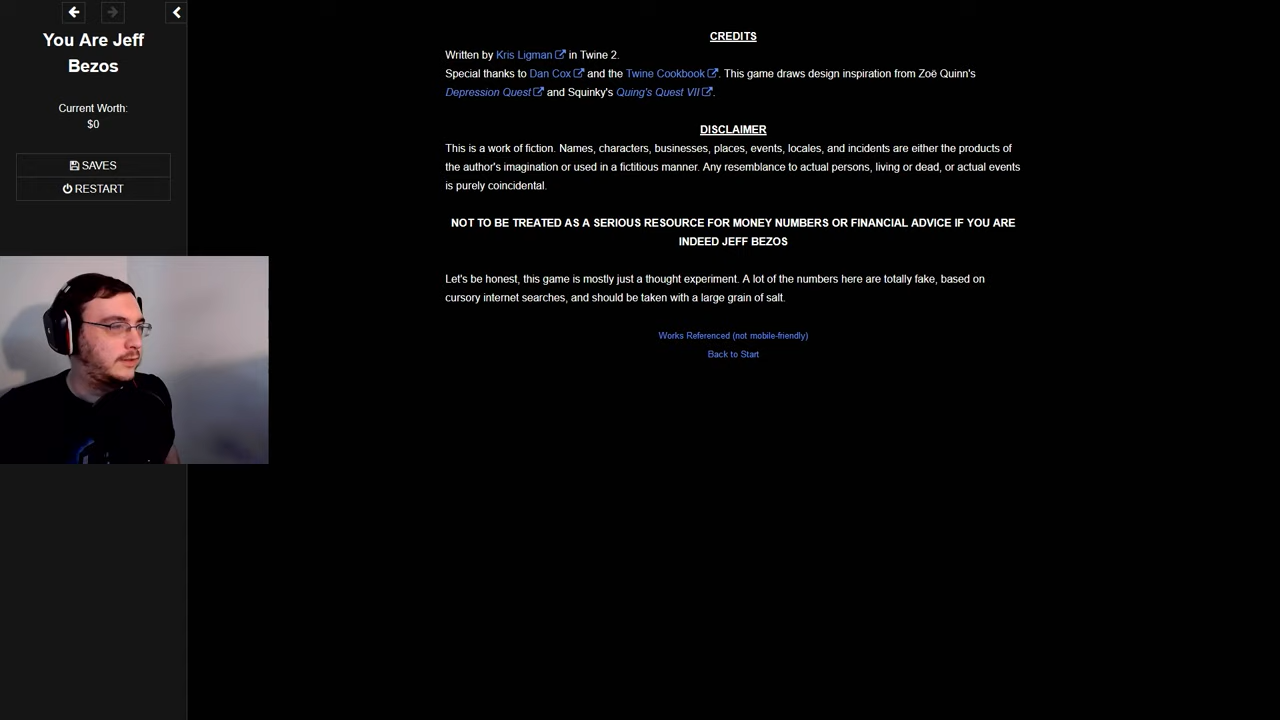 You Are Jeff
Bezos
Current Worth:
$0
SAVES
RESTART
CREDITS
Written by Kris Ligman in Twine 2.
Special thanks to Dan Cox and the Twine Cookbook. This game draws design inspiration from Zoë Quinn's
Depression Quest and Squinky's Quing's Quest VII.
DISCLAIMER
This is a work of fiction. Names, characters, businesses, places, events, locales, and incidents are either the products of
the author's imagination or used in a fictitious manner. Any resemblance to actual persons, living or dead, or actual events
is purely coincidental.
NOT TO BE TREATED AS A SERIOUS RESOURCE FOR MONEY NUMBERS OR FINANCIAL ADVICE IF YOU ARE
INDEED JEFF BEZOS
Let's be honest, this game is mostly just a thought experiment. A lot of the numbers here are totally fake, based on
cursory internet searches, and should be taken with a large grain of salt.
Works Referenced (not mobile-friendly)
Back to Start